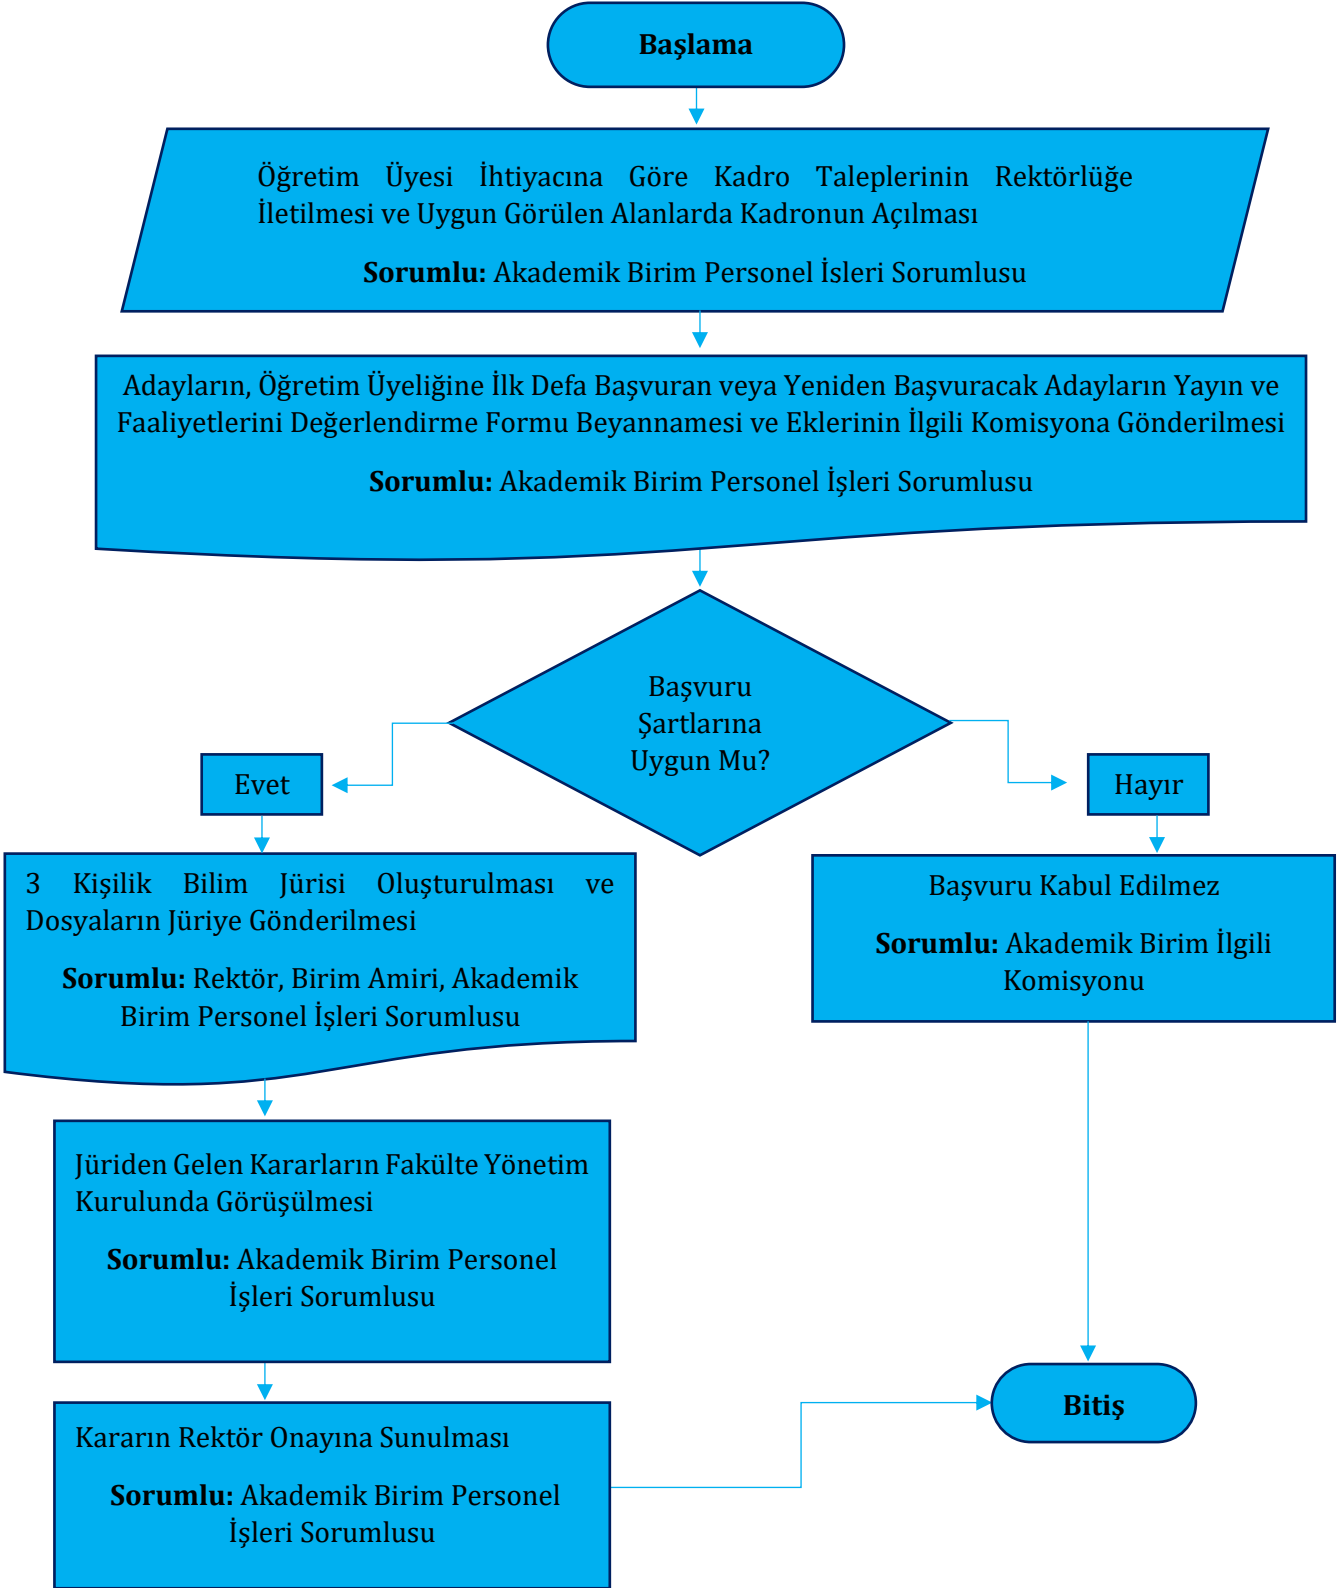 Başlama
Öğretim Üyesi İhtiyacına Göre Kadro Taleplerinin Rektörlüğe
İletilmesi ve Uygun Görülen Alanlarda Kadronun Açılması
Sorumlu: Akademik Birim Personel İsleri Sorumlusu
Adayların, Öğretim Üyeliğine İlk Defa Başvuran veya Yeniden Başvuracak Adayların Yayın ve
Faaliyetlerini Değerlendirme Formu Beyannamesi ve Eklerinin İlgili Komisyona Gönderilmesi
Sorumlu: Akademik Birim Personel İşleri Sorumlusu
Başvuru
Şartlarına
Uygun Mu?
Evet
Hayır
3 Kişilik Bilim Jürisi Oluşturulması ve
Dosyaların Jüriye Gönderilmesi
Sorumlu: Rektör, Birim Amiri, Akademik
Birim Personel İşleri Sorumlusu
Başvuru Kabul Edilmez
Sorumlu: Akademik Birim İlgili
Komisyonu
Jüriden Gelen Kararların Fakülte Yönetim
Kurulunda Görüşülmesi
Sorumlu: Akademik Birim Personel
İşleri Sorumlusu
Kararın Rektör Onayına Sunulması
Sorumlu: Akademik Birim Personel
İşleri Sorumlusu
Bitiş